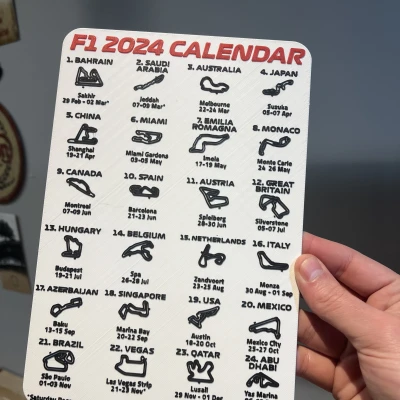 F1 2024 CALENDAR
1. BAHRAIN
Sakhir
29 Feb - 02 Mar*
2. SAUDI
ARABIA
Jeddah
07-09 Mar*
3. AUSTRALIA
Melbourne
22-24 Mar
4. JAPAN
Suzuka
05-07 Apr
5. CHINA
Shanghai
19-21 Apr
6. MIAMI
Miami Gardens
03-05 May
7. EMILIA
ROMAGNA
Imola
17-19 May
8. MONACO
Monte Carlo
24 26 May
9. CANADA
Montreal
07-09 Jun
10. SPAIN
Barcelona
21-23 Jun
11. AUSTRIA
Spielberg
28-30 Jun
12. GREAT
BRITAIN
Silverstone
05-07 Jul
13. HUNGARY
Budapest
19-21 Jul
14. BELGIUM
Spa
26-28 Jul
15. NETHERLANDS
Zandvoort
23-25 Aug
16. ITALY
Monza
30 Aug - 01 Sep
17. AZERBAIJAN
Baku
13-15 Sep
18. SINGAPORE
Marina Bay
20-22 Sep
19. USA
Austin
18-20 Oct
20. MEXICO
Mexico City
25-27 Oct
21. BRAZIL
São Paulo
01-03 Nov
22. VEGAS
Las Vegas Strip
21-23 Nov*
23. QATAR
Lusail
29 Nov - 01 Dec
24. ABU
DHABI
Yas Marina
*Saturday